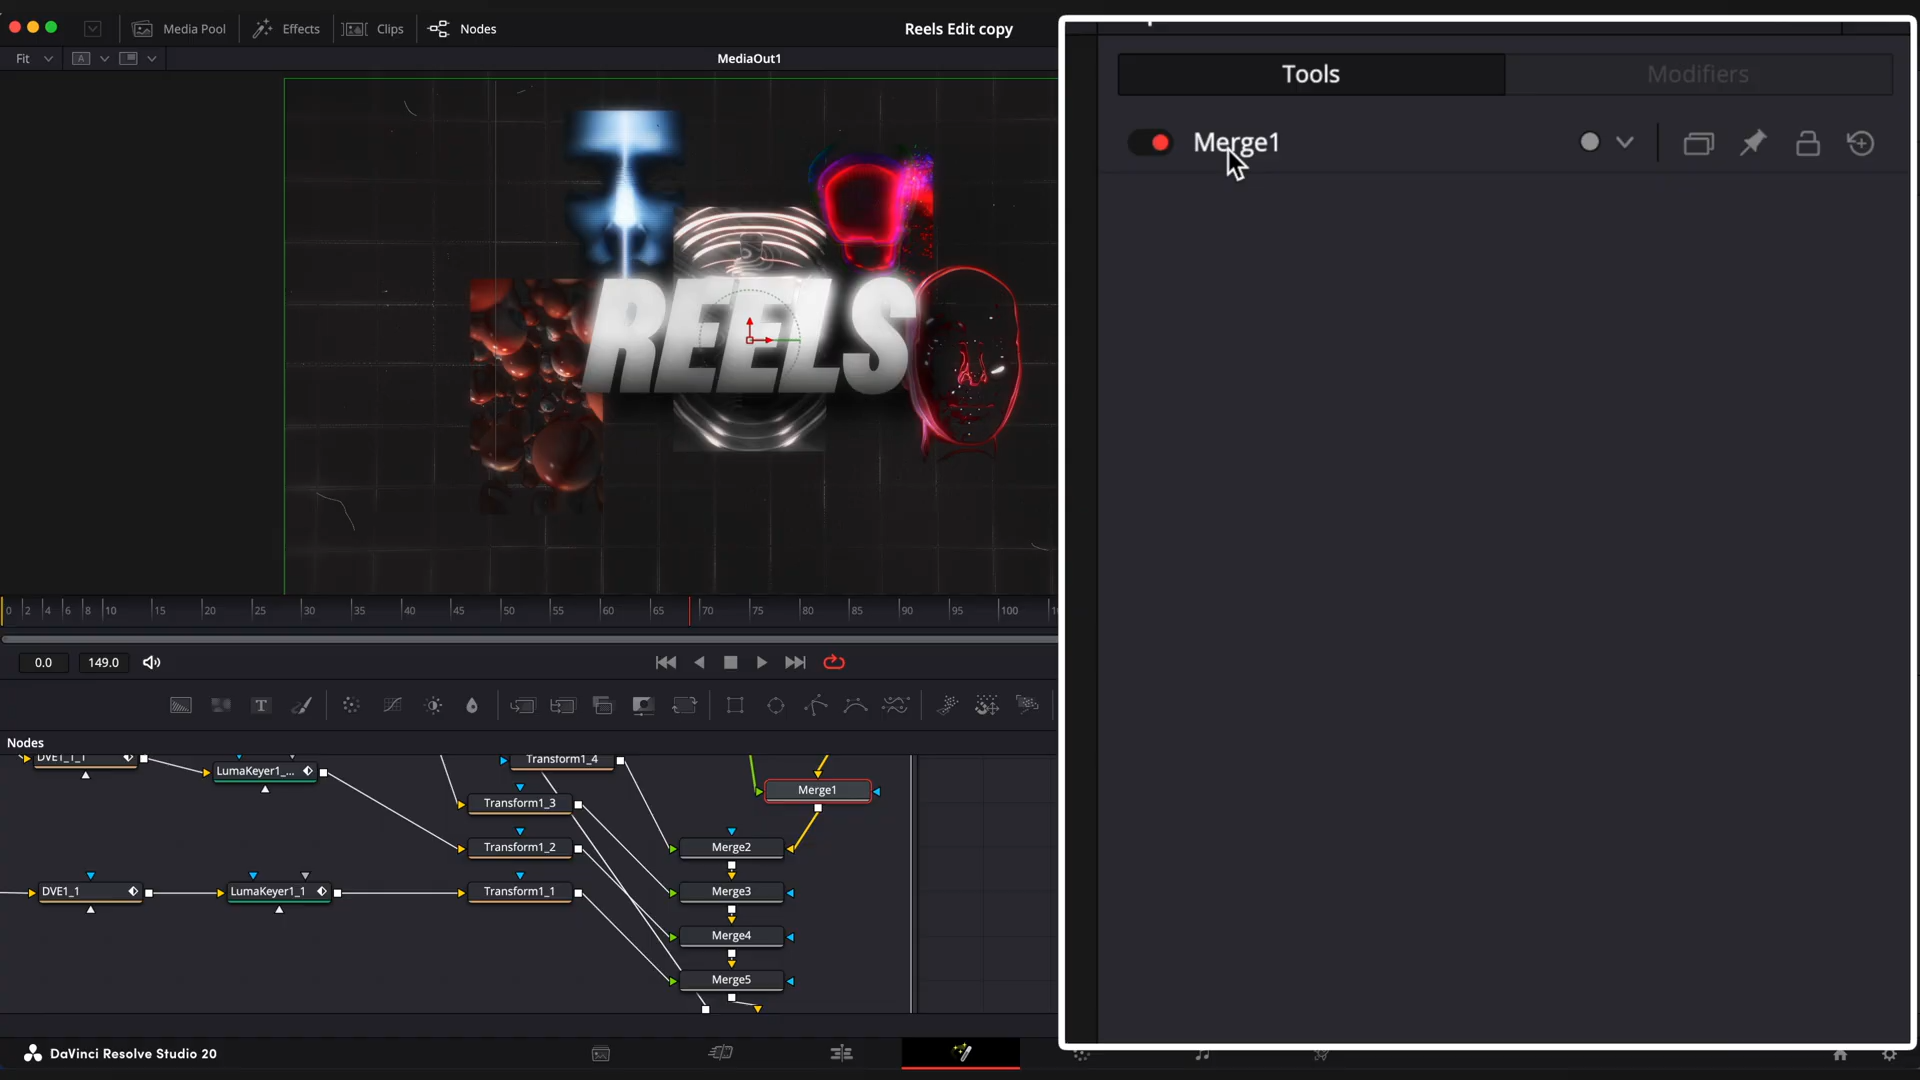 Media Pool Effects Clips Nodes Reels Edit copy
Fit A MediaOut1
Tools Modifiers
Merge1
REELS
0 2 4 6 8 10 15 20 25 30 35 40 45 50 55 60 65 70 75 80 85 90 95 100
0.0 149.0
T
Nodes
DVE1_1_1 Transform1_4
LumaKeyer1_... Merge1
Transform1_3
Transform1_2 Merge2
DVE1_1 LumaKeyer1_1 Transform1_1 Merge3
Merge4
Merge5
DaVinci Resolve Studio 20